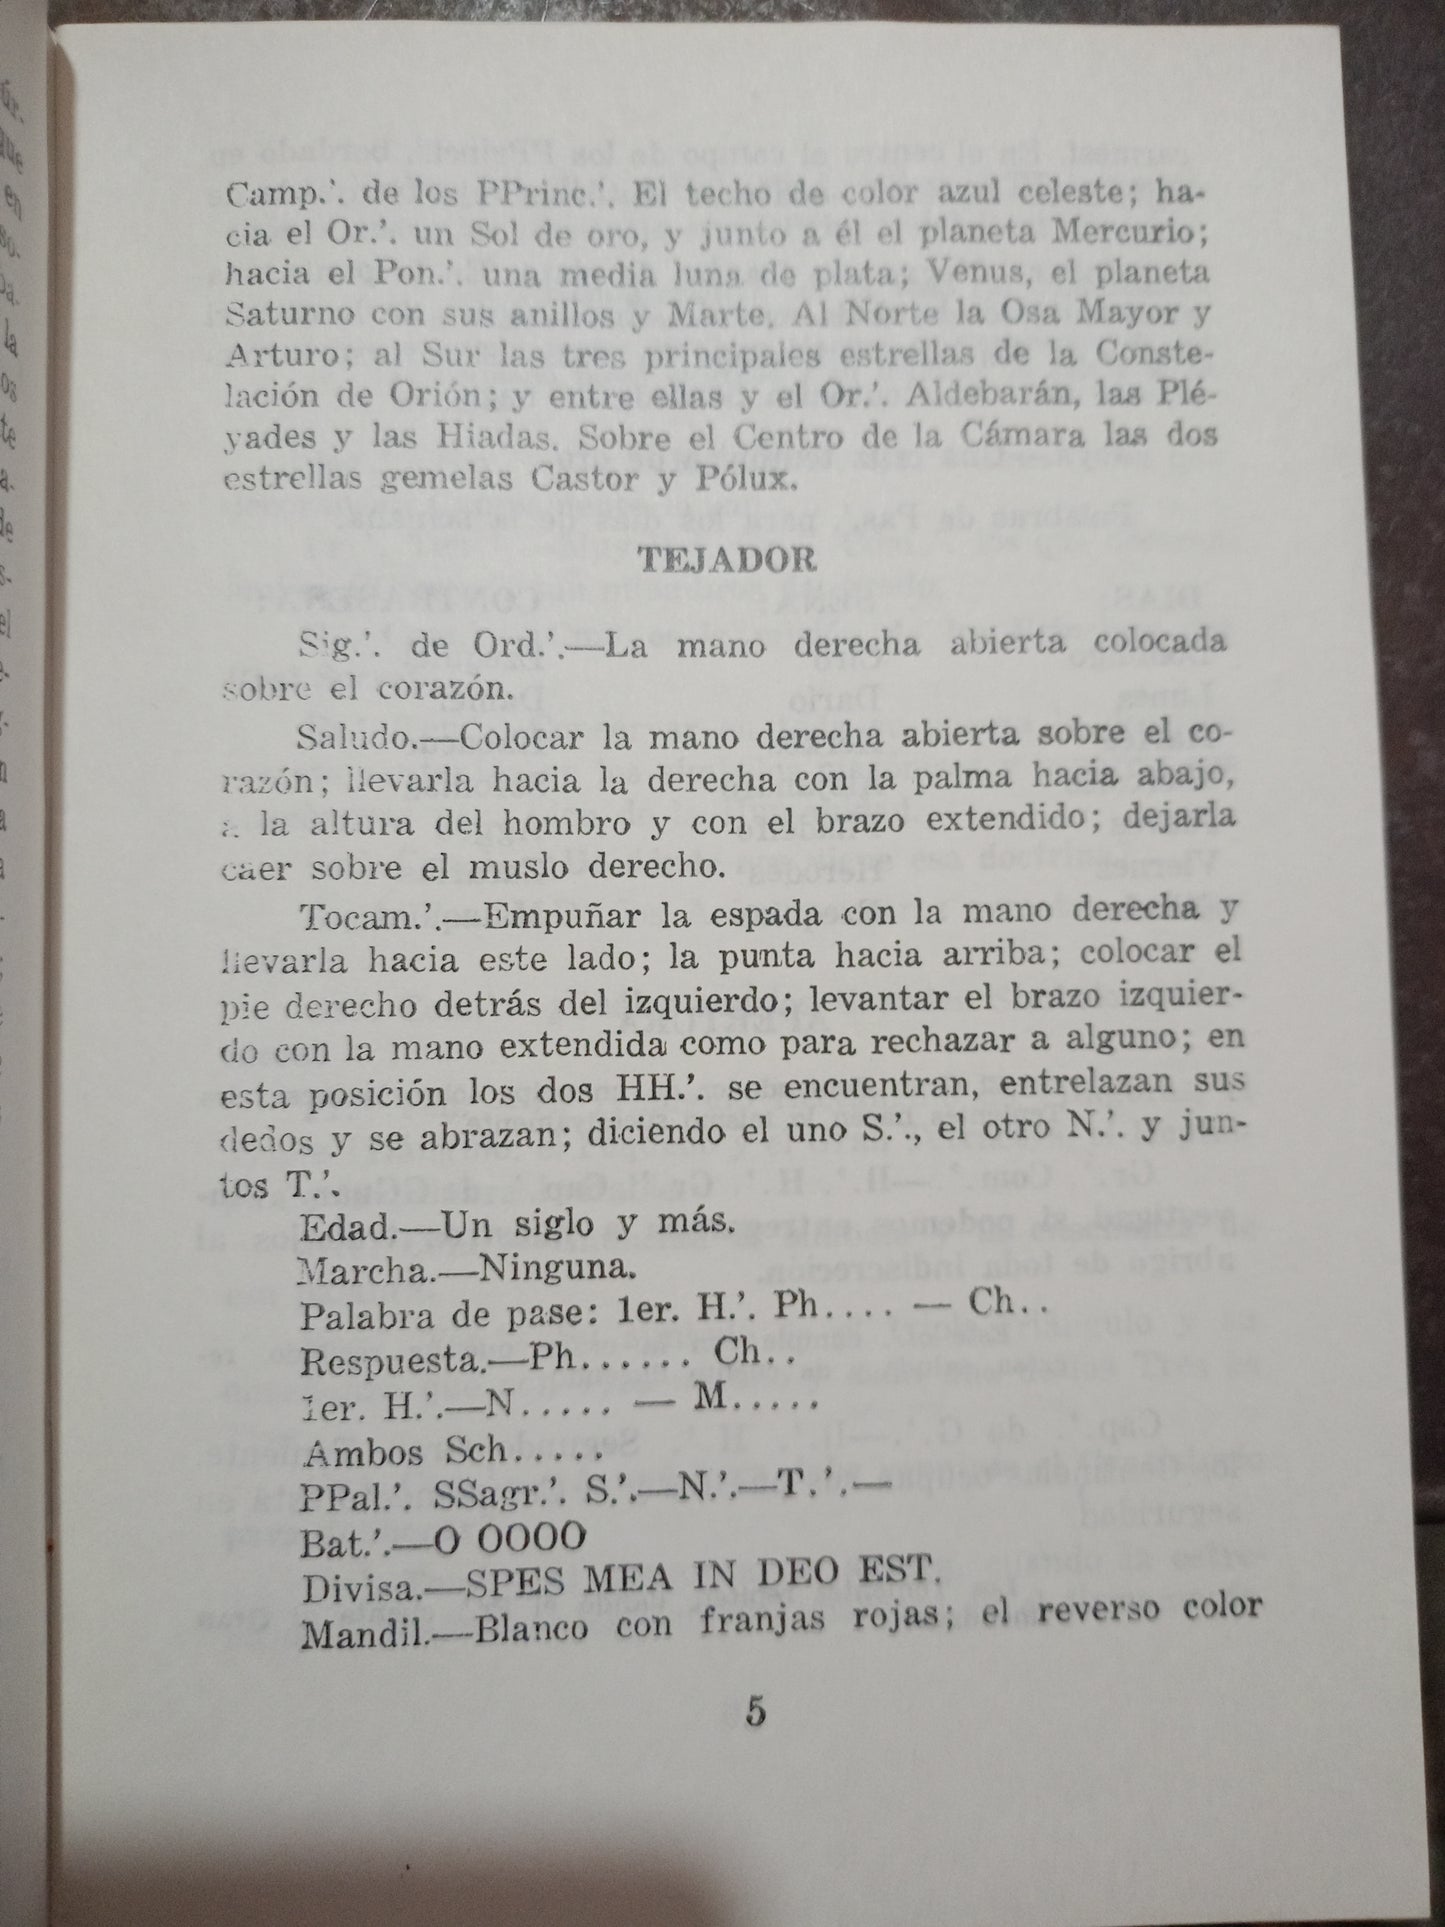 Camp.'. de los PPrinc.'. El techo de color azul celeste; ha-
cia el Or.'. un Sol de oro, y junto a él el planeta Mercurio;
hacia el Pon.'. una media luna de plata; Venus, el planeta
Saturno con sus anillos y Marte. Al Norte la Osa Mayor y
Arturo; al Sur las tres principales estrellas de la Conste-
lación de Orión; y entre ellas y el Or.'. Aldebarán, las Plé-
yades y las Hiadas. Sobre el Centro de la Cámara las dos
estrellas gemelas Castor y Pólux.
TEJADOR
Sig.'. de Ord.'.—La mano derecha abierta colocada
sobre el corazón.
Saludo.—Colocar la mano derecha abierta sobre el co-
razón; llevarla hacia la derecha con la palma hacia abajo,
a la altura del hombro y con el brazo extendido; dejarla
caer sobre el muslo derecho.
Tocam.'.—Empuñar la espada con la mano derecha y
llevarla hacia este lado; la punta hacia arriba; colocar el
pie derecho detrás del izquierdo; levantar el brazo izquier-
do con la mano extendida como para rechazar a alguno; en
esta posición los dos HH.'. se encuentran, entrelazan sus
dedos y se abrazan; diciendo el uno S.'., el otro N.'. y jun-
tos T.'.
Edad.—Un siglo y más.
Marcha.—Ninguna.
Palabra de pase: 1er. H.'. Ph.... — Ch..
Respuesta.—Ph...... Ch..
1er. H.'.—N..... — M.....
Ambos Sch.....
PPal.'. SSagr.'. S.'.—N.'.—T.'.—
Bat.'.—O OOOO
Divisa.—SPES MEA IN DEO EST.
Mandil.—Blanco con franjas rojas; el reverso color
5